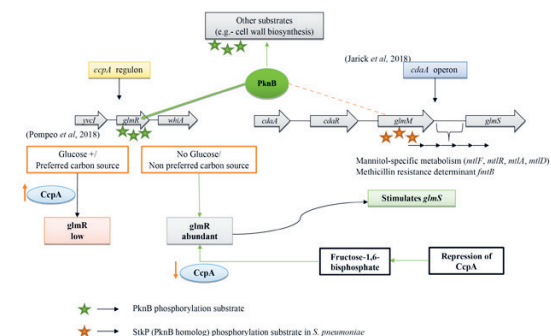 Other substrates
(e.g.- cell wall biosynthesis)
(Jarick et al, 2018)
ccpA regulon
PknB
cdaA operon
yvcI
glmR
whiA
cdaA
cdaR
glmM
glmS
(Pompeo et al, 2018)
Glucose +/
Preferred carbon source
No Glucose/
Non preferred carbon source
Mannitol-specific metabolism (mtlF, mtlR, mtlA, mtlD)
Methicillin resistance determinant fmtB
CcpA
Stimulates glmS
glmR
low
glmR
abundant
CcpA
Fructose-1,6-
bisphosphate
Repression of
CcpA
PknB phosphorylation substrate
StkP (PknB homolog) phosphorylation substrate in S. pneumoniae